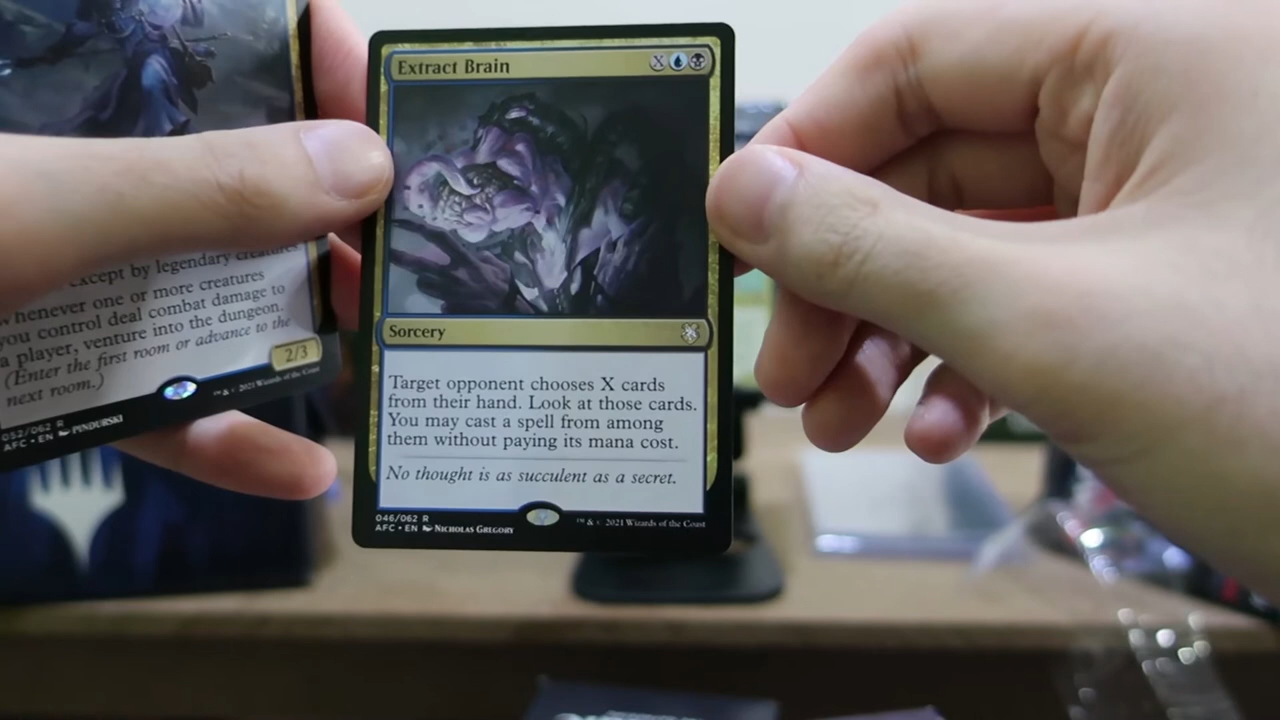 Extract Brain
X
Sorcery
Target opponent chooses X cards
from their hand. Look at those cards.
You may cast a spell from among
them without paying its mana cost.
No thought is as succulent as a secret.
046/062 R
AFC • EN NICHOLAS GREGORY
™ & © 2021 Wizards of the Coast
except by legendary creatures
Whenever one or more creatures
you control deal combat damage to
a player, venture into the dungeon.
(Enter the first room or advance to the
next room.)
2/3
052/062 R
AFC • EN PINDURSKI
™ & © 2021 Wizards of the Coast